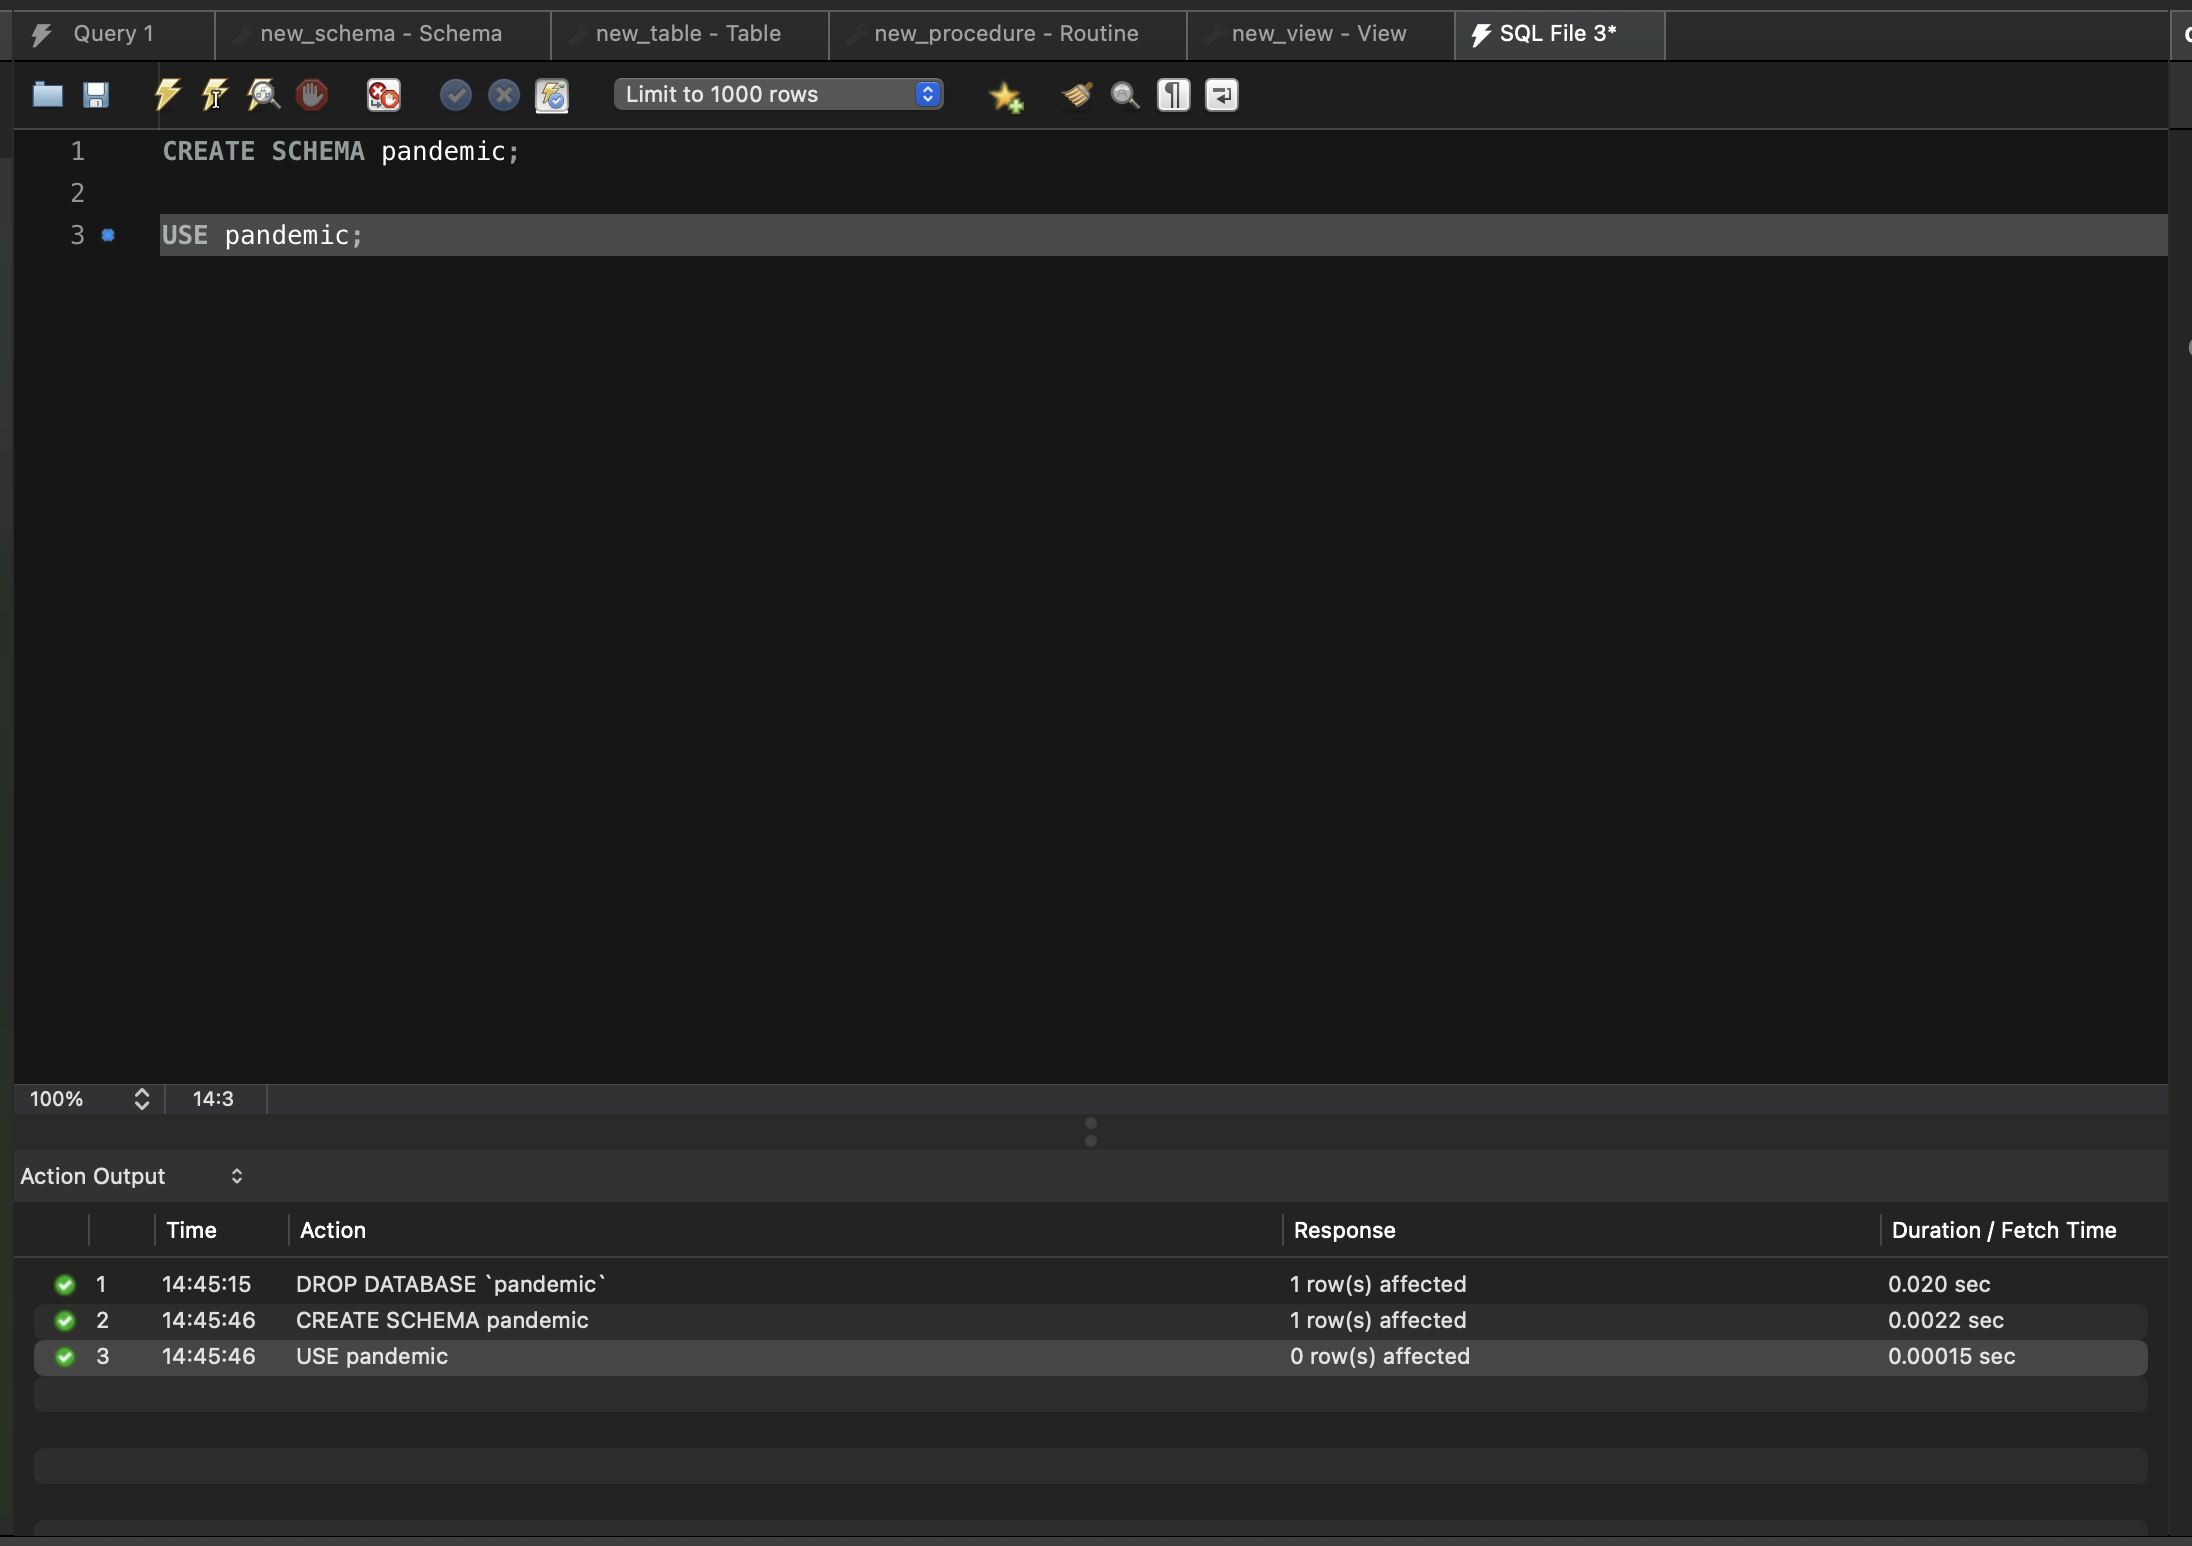 Query 1 new_schema - Schema new_table - Table new_procedure - Routine new_view - View SQL File 3*
Limit to 1000 rows
1 CREATE SCHEMA pandemic;
2
3 USE pandemic;
100% 14:3
Action Output
Time Action Response Duration / Fetch Time
1 14:45:15 DROP DATABASE `pandemic` 1 row(s) affected 0.020 sec
2 14:45:46 CREATE SCHEMA pandemic 1 row(s) affected 0.0022 sec
3 14:45:46 USE pandemic 0 row(s) affected 0.00015 sec